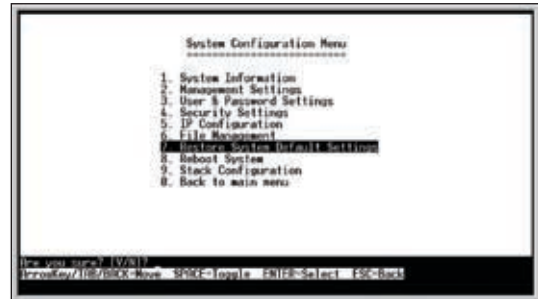 System Configuration Menu
1. System Information
2. Management Settings
3. User & Password Settings
4. Security Settings
5. IP Configuration
6. File Management
7. Restore System Default Settings
8. Reboot System
9. Stack Configuration
0. Back to main menu
Are you sure? [Y/N]?
ArrowKey/TAB/BACK=Move SPACE=Toggle ENTER=Select ESC=Back